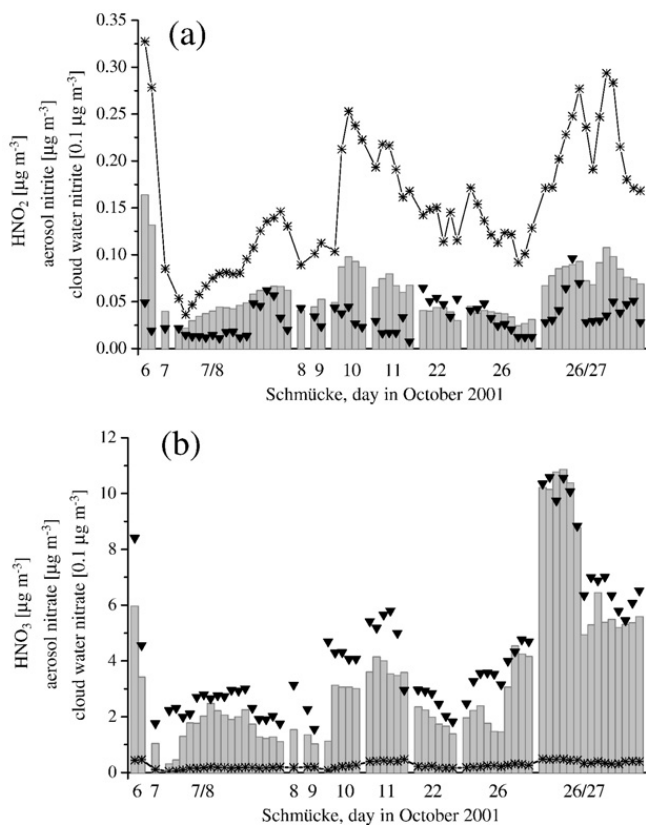 (a)
HNO2 [µg m-3]
aerosol nitrite [µg m-3]
cloud water nitrite [0.1 µg m-3]
0.35
0.30
0.25
0.20
0.15
0.10
0.05
0.00
6 7 7/8 8 9 10 11 22 26 26/27
Schmücke, day in October 2001
(b)
HNO3 [µg m-3]
aerosol nitrate [µg m-3]
cloud water nitrate [0.1 µg m-3]
12
10
8
6
4
2
0
6 7 7/8 8 9 10 11 22 26 26/27
Schmücke, day in October 2001